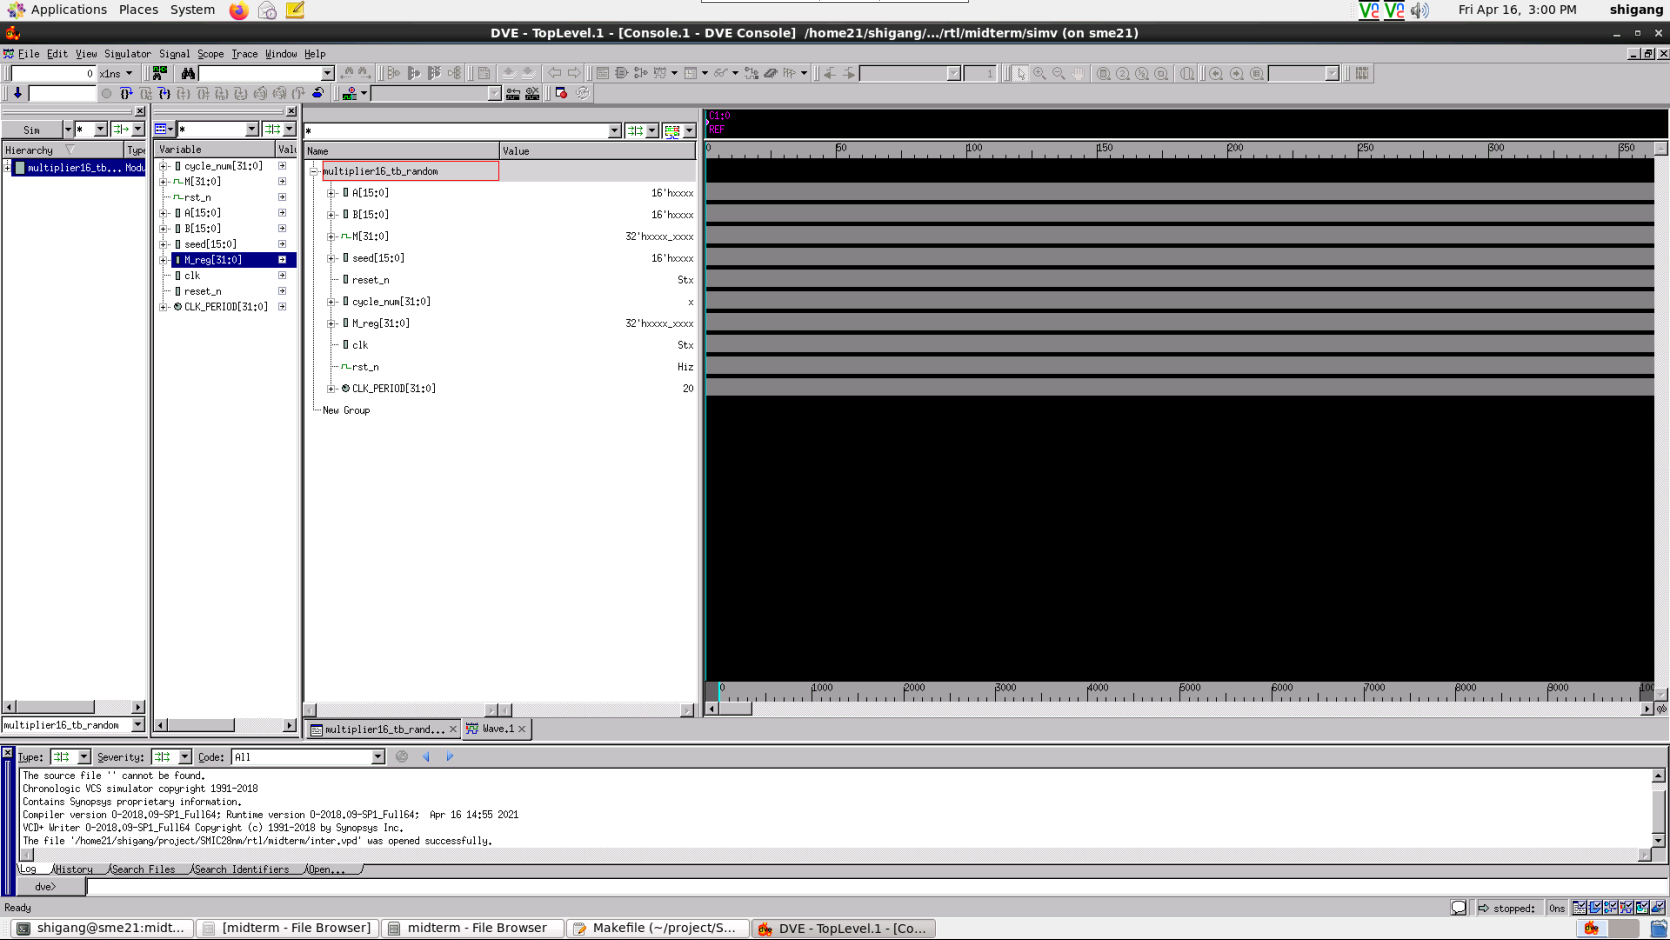 Applications Places System
Fri Apr 16, 3:00 PM shigang
DVE - TopLevel.1 - [Console.1 - DVE Console] /home21/shigang/.../rtl/midterm/simv (on sme21)
File Edit View Simulator Signal Scope Trace Window Help
0 x1ns
1
Sim * * *
Hierarchy Type
multiplier16_tb... Modu
Variable Valu
cycle_num[31:0]
M[31:0]
rst_n
A[15:0]
B[15:0]
seed[15:0]
M_reg[31:0]
clk
reset_n
CLK_PERIOD[31:0]
Name Value
multiplier16_tb_random
A[15:0] 16'hxxxx
B[15:0] 16'hxxxx
M[31:0] 32'hxxxx_xxxx
seed[15:0] 16'hxxxx
reset_n Stx
cycle_num[31:0] x
M_reg[31:0] 32'hxxxx_xxxx
clk Stx
rst_n Hiz
CLK_PERIOD[31:0] 20
New Group
C1:0
REF
0 50 100 150 200 250 300 350
0 1000 2000 3000 4000 5000 6000 7000 8000 9000 100
multiplier16_tb_random
multiplier16_tb_rand... Wave.1
Type: Severity: Code: All
The source file '' cannot be found.
Chronologic VCS simulator copyright 1991-2018
Contains Synopsys proprietary information.
Compiler version O-2018.09-SP1_Full64; Runtime version O-2018.09-SP1_Full64; Apr 16 14:55 2021
VCD+ Writer O-2018.09-SP1_Full64 Copyright (c) 1991-2018 by Synopsys Inc.
The file '/home21/shigang/project/SMIC28nm/rtl/midterm/inter.vpd' was opened successfully.
Log History Search Files Search Identifiers Open...
dve>
Ready
stopped: 0ns
shigang@sme21:midt... [midterm - File Browser] midterm - File Browser Makefile (~/project/S... DVE - TopLevel.1 - [Co...